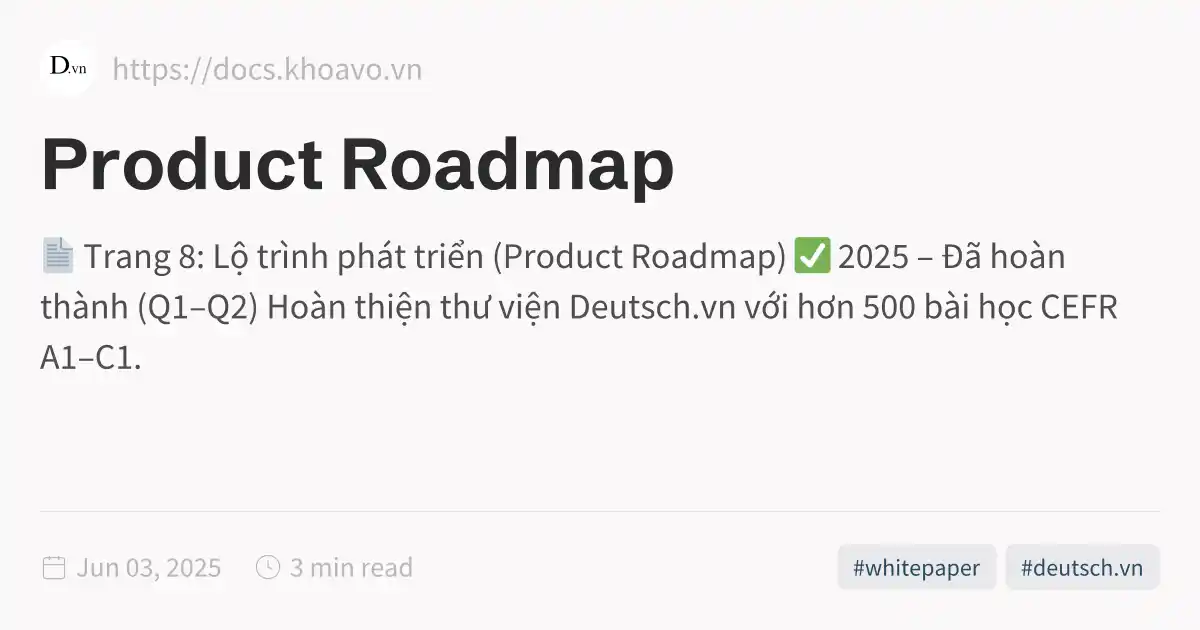 D.vn https://docs.khoavo.vn
Product Roadmap
📄 Trang 8: Lộ trình phát triển (Product Roadmap) ✅ 2025 – Đã hoàn
thành (Q1–Q2) Hoàn thiện thư viện Deutsch.vn với hơn 500 bài học CEFR
A1–C1.
Jun 03, 2025 3 min read #whitepaper #deutsch.vn